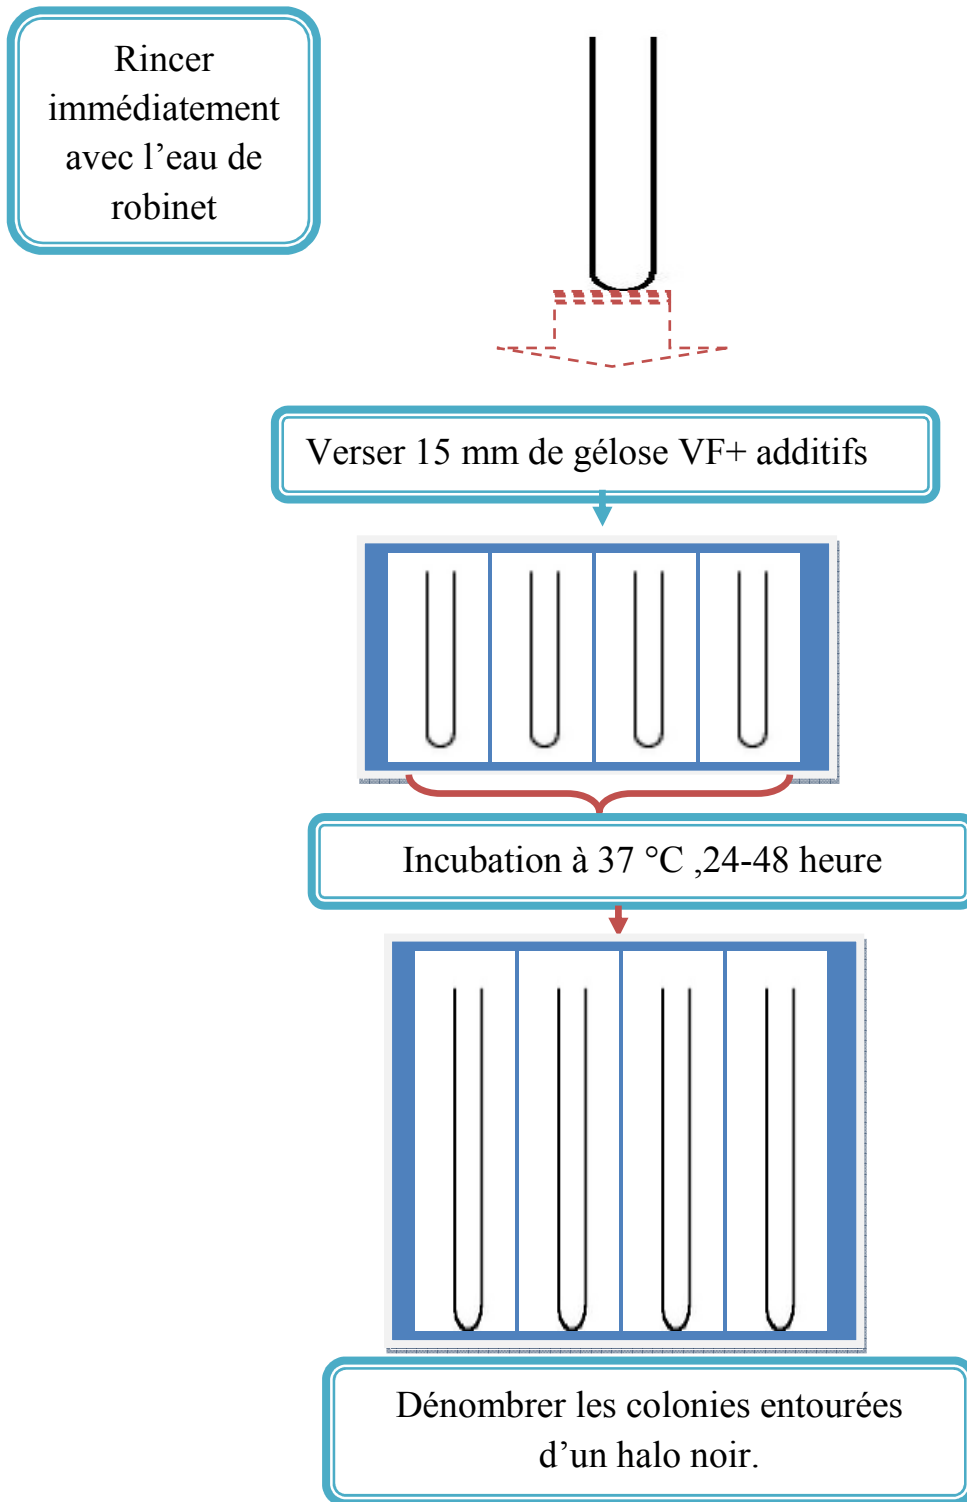 Rincer
immédiatement
avec l’eau de
robinet
Verser 15 mm de gélose VF+ additifs
Incubation à 37 °C ,24-48 heure
Dénombrer les colonies entourées
d’un halo noir.